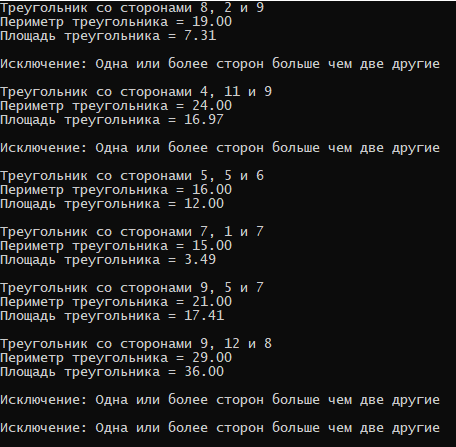 Треугольник со сторонами 8, 2 и 9
Периметр треугольника = 19.00
Площадь треугольника = 7.31
Исключение: Одна или более сторон больше чем две другие
Треугольник со сторонами 4, 11 и 9
Периметр треугольника = 24.00
Площадь треугольника = 16.97
Исключение: Одна или более сторон больше чем две другие
Треугольник со сторонами 5, 5 и 6
Периметр треугольника = 16.00
Площадь треугольника = 12.00
Треугольник со сторонами 7, 1 и 7
Периметр треугольника = 15.00
Площадь треугольника = 3.49
Треугольник со сторонами 9, 5 и 7
Периметр треугольника = 21.00
Площадь треугольника = 17.41
Треугольник со сторонами 9, 12 и 8
Периметр треугольника = 29.00
Площадь треугольника = 36.00
Исключение: Одна или более сторон больше чем две другие
Исключение: Одна или более сторон больше чем две другие